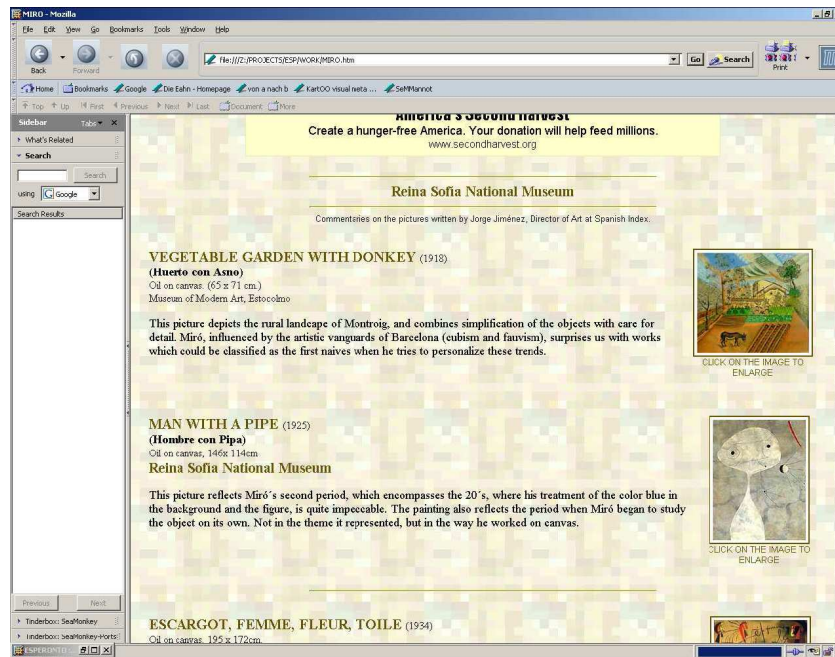 MIRO - Mozilla
File Edit View Go Bookmarks Tools Window Help
Back Forward file:///Z:/PROJECTS/ESP/WORK/MIRO.htm Go Search Print
Home Bookmarks Google Die Eahn - Homepage von a nach b KartOO visual meta ... SeMMannot
Top Up First Previous Next Last Document More
Sidebar Tabs
What's Related
Search
Search
using Google
Search Results
Previous Next
Tinderbox: SeaMonkey
Tinderbox: SeaMonkey-Ports
America's Second Harvest
Create a hunger-free America. Your donation will help feed millions.
www.secondharvest.org
Reina Sofia National Museum
Commentaries on the pictures written by Jorge Jiménez, Director of Art at Spanish Index.
VEGETABLE GARDEN WITH DONKEY (1918)
(Huerto con Asno)
Oil on canvas. (65 x 71 cm.)
Museum of Modern Art, Estocolmo
This picture depicts the rural landcape of Montroig, and combines simplification of the objects with care for
detail. Miró, influenced by the artistic vanguards of Barcelona (cubism and fauvism), surprises us with works
which could be classified as the first naives when he tries to personalize these trends.
CLICK ON THE IMAGE TO
ENLARGE
MAN WITH A PIPE (1925)
(Hombre con Pipa)
Oil on canvas, 146x 114cm
Reina Sofia National Museum
This picture reflects Miró´s second period, which encompasses the 20´s, where his treatment of the color blue in
the background and the figure, is quite impeccable. The painting also reflects the period when Miró began to study
the object on its own. Not in the theme it represented, but in the way he worked on canvas.
CLICK ON THE IMAGE TO
ENLARGE
ESCARGOT, FEMME, FLEUR, TOILE (1934)
Oil on canvas. 195 x 172cm.
ESPERONTO